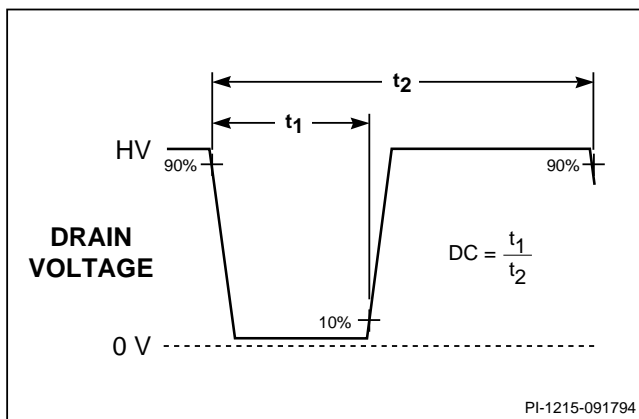 t2
t1
HV
90%
90%
DRAIN
VOLTAGE
DC = t1
t2
10%
0 V
PI-1215-091794